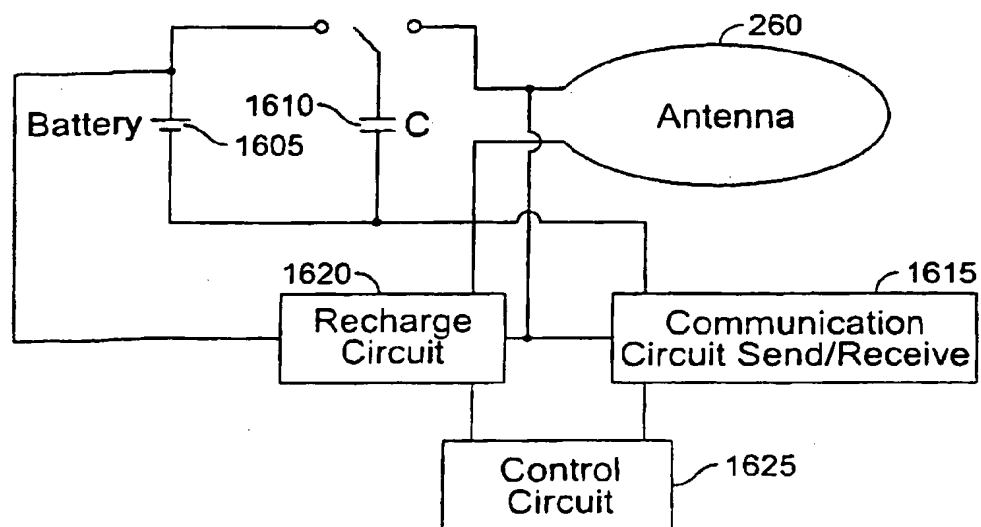 260
Antenna
1610
C
Battery
1605
1620
1615
Recharge
Circuit
Communication
Circuit Send/Receive
Control
Circuit
1625